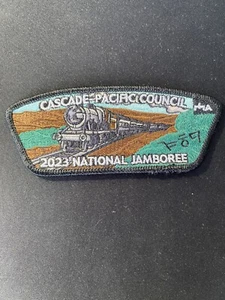 CASCADE PACIFIC COUNCIL
2023 NATIONAL JAMBOREE